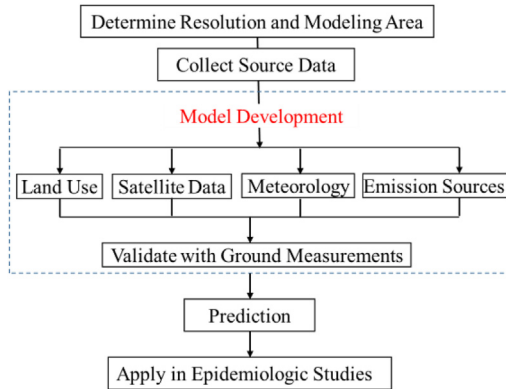 Determine Resolution and Modeling Area
Collect Source Data
Model Development
Land Use
Satellite Data
Meteorology
Emission Sources
Validate with Ground Measurements
Prediction
Apply in Epidemiologic Studies